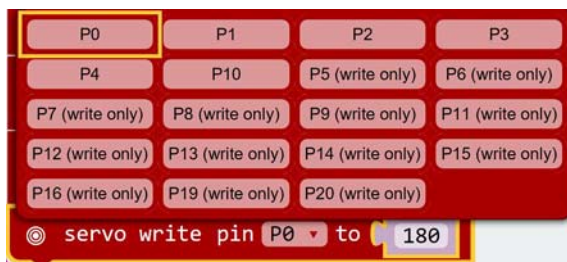 P0 P1 P2 P3
P4 P10 P5 (write only) P6 (write only)
P7 (write only) P8 (write only) P9 (write only) P11 (write only)
P12 (write only) P13 (write only) P14 (write only) P15 (write only)
P16 (write only) P19 (write only) P20 (write only)
servo write pin P0 to 180